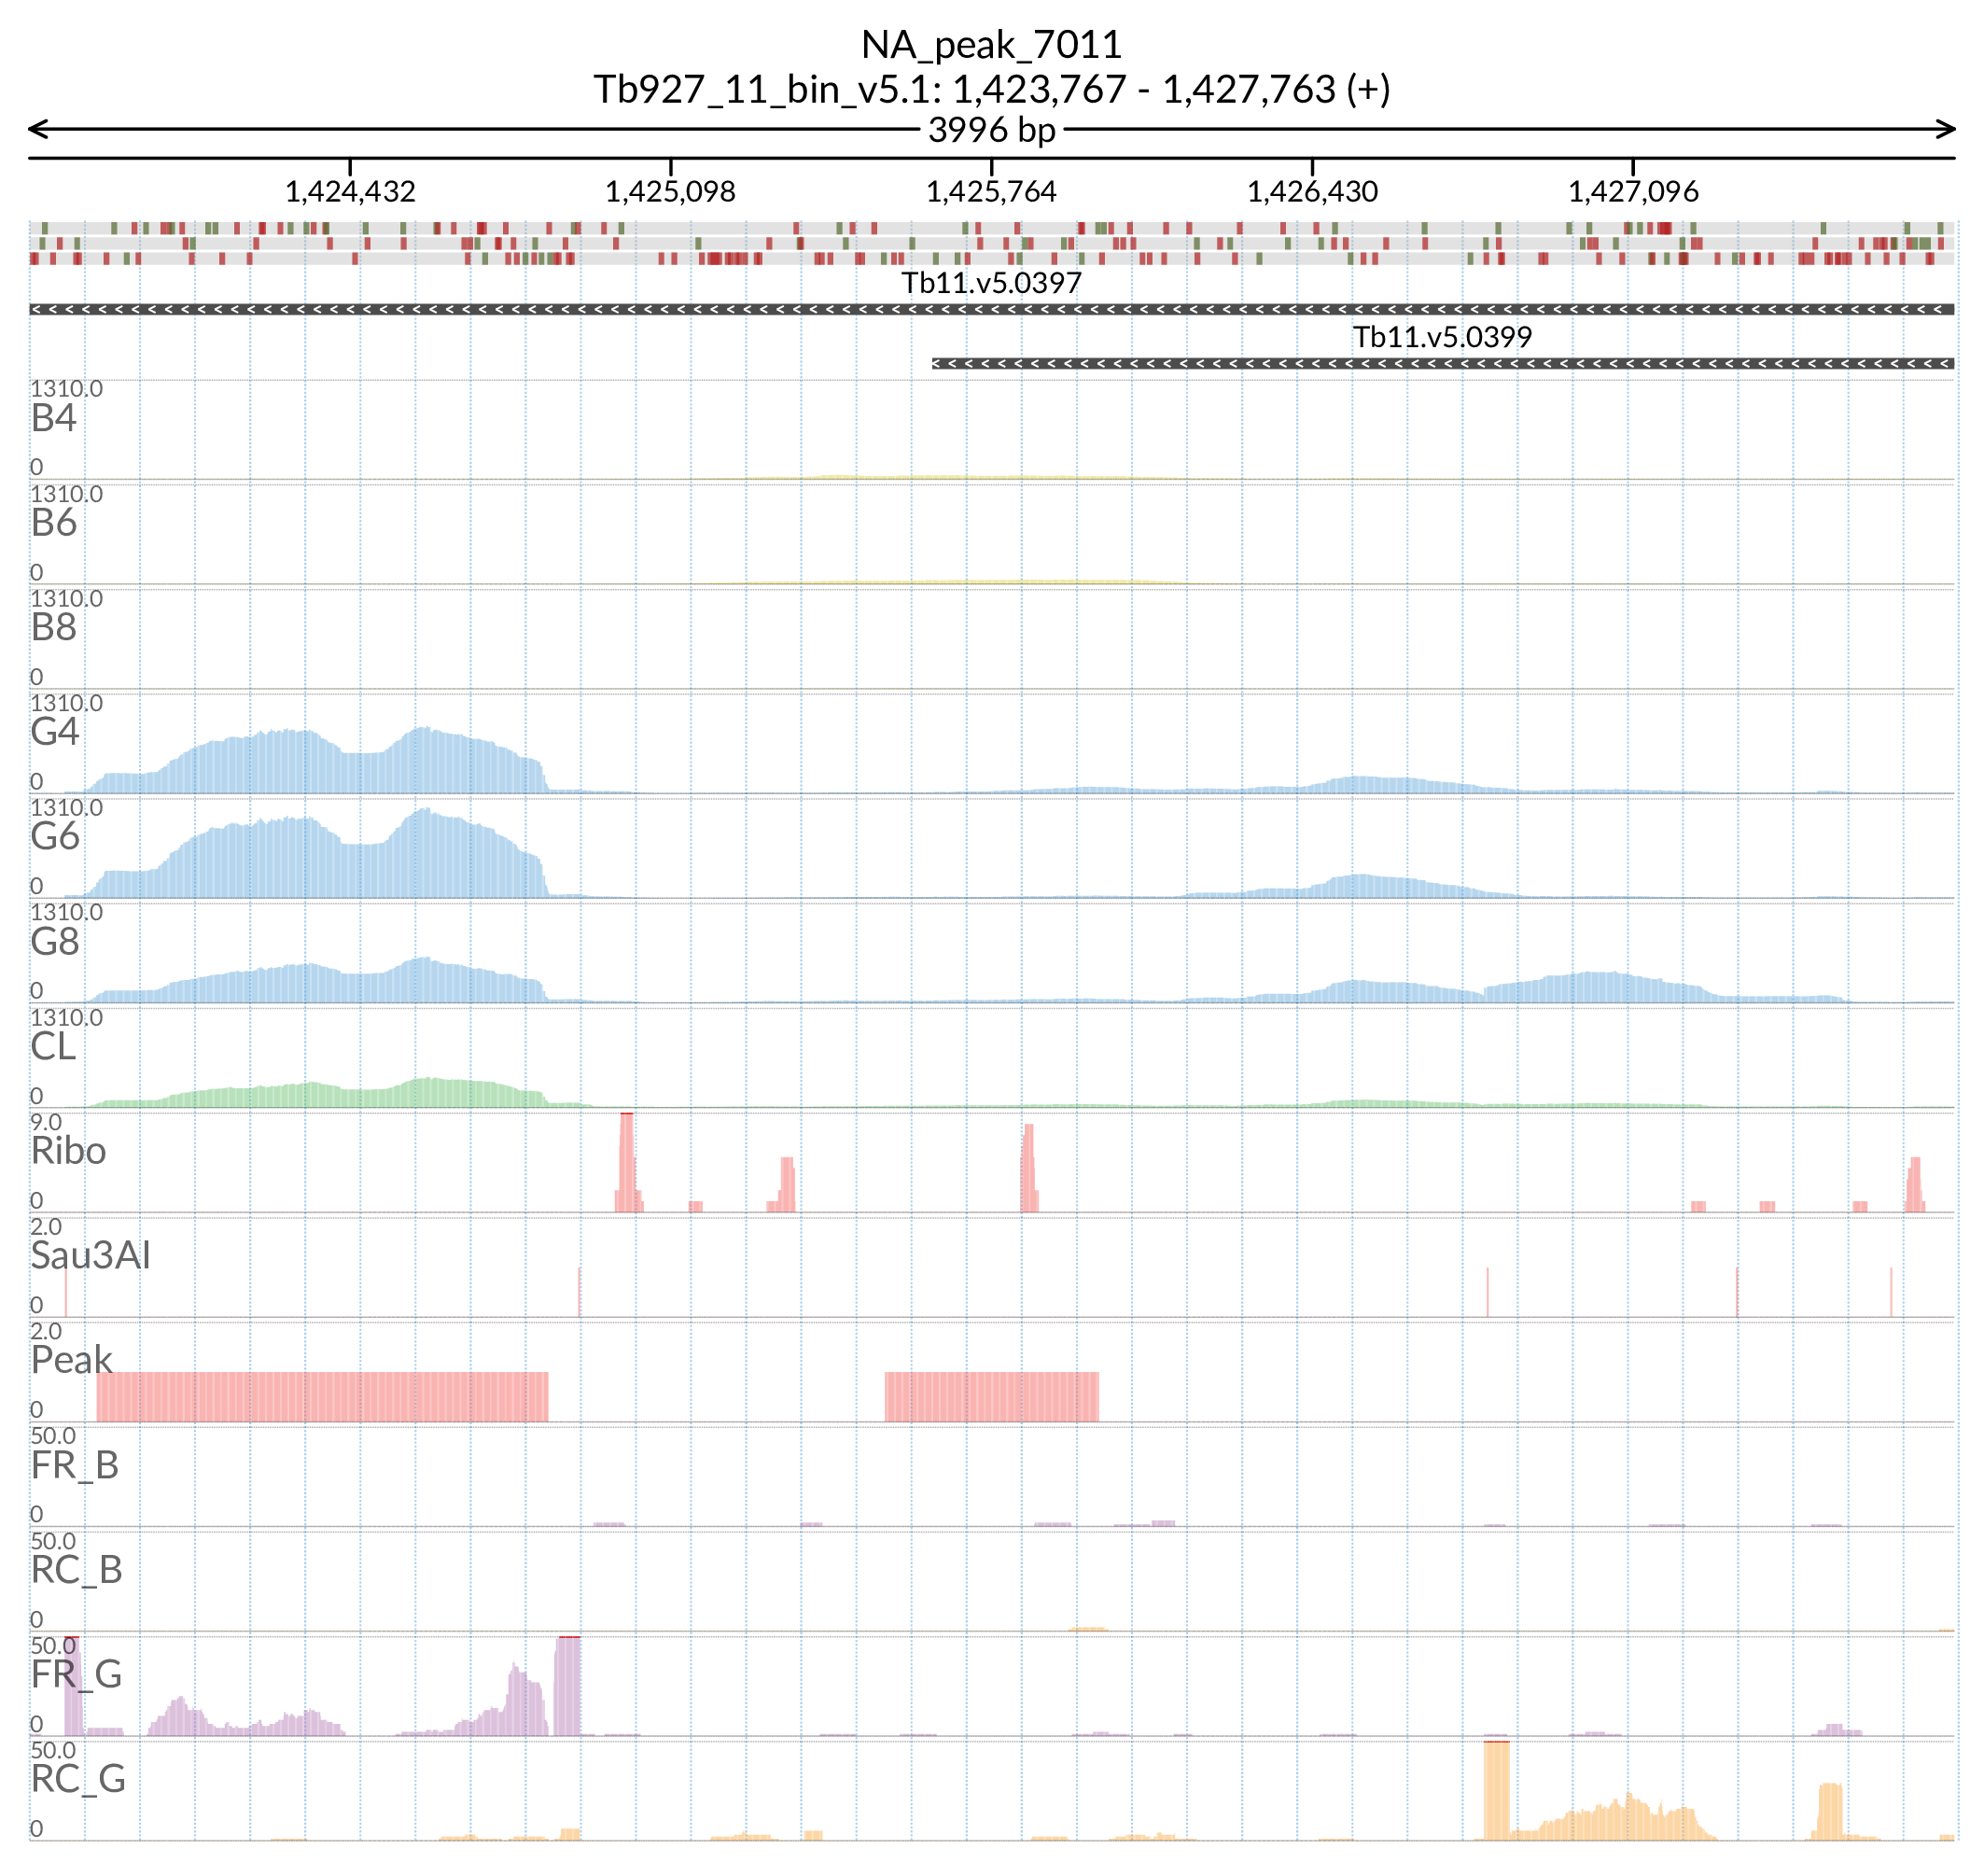 NA_peak_7011
Tb927_11_bin_v5.1: 1,423,767 - 1,427,763 (+)
3996 bp
1,424,432 1,425,098 1,425,764 1,426,430 1,427,096
Tb11.v5.0397
Tb11.v5.0399
1310.0
B4
0
1310.0
B6
0
1310.0
B8
0
1310.0
G4
0
1310.0
G6
0
1310.0
G8
0
1310.0
CL
0
9.0
Ribo
0
2.0
Sau3AI
0
2.0
Peak
0
50.0
FR_B
0
50.0
RC_B
0
50.0
FR_G
0
50.0
RC_G
0